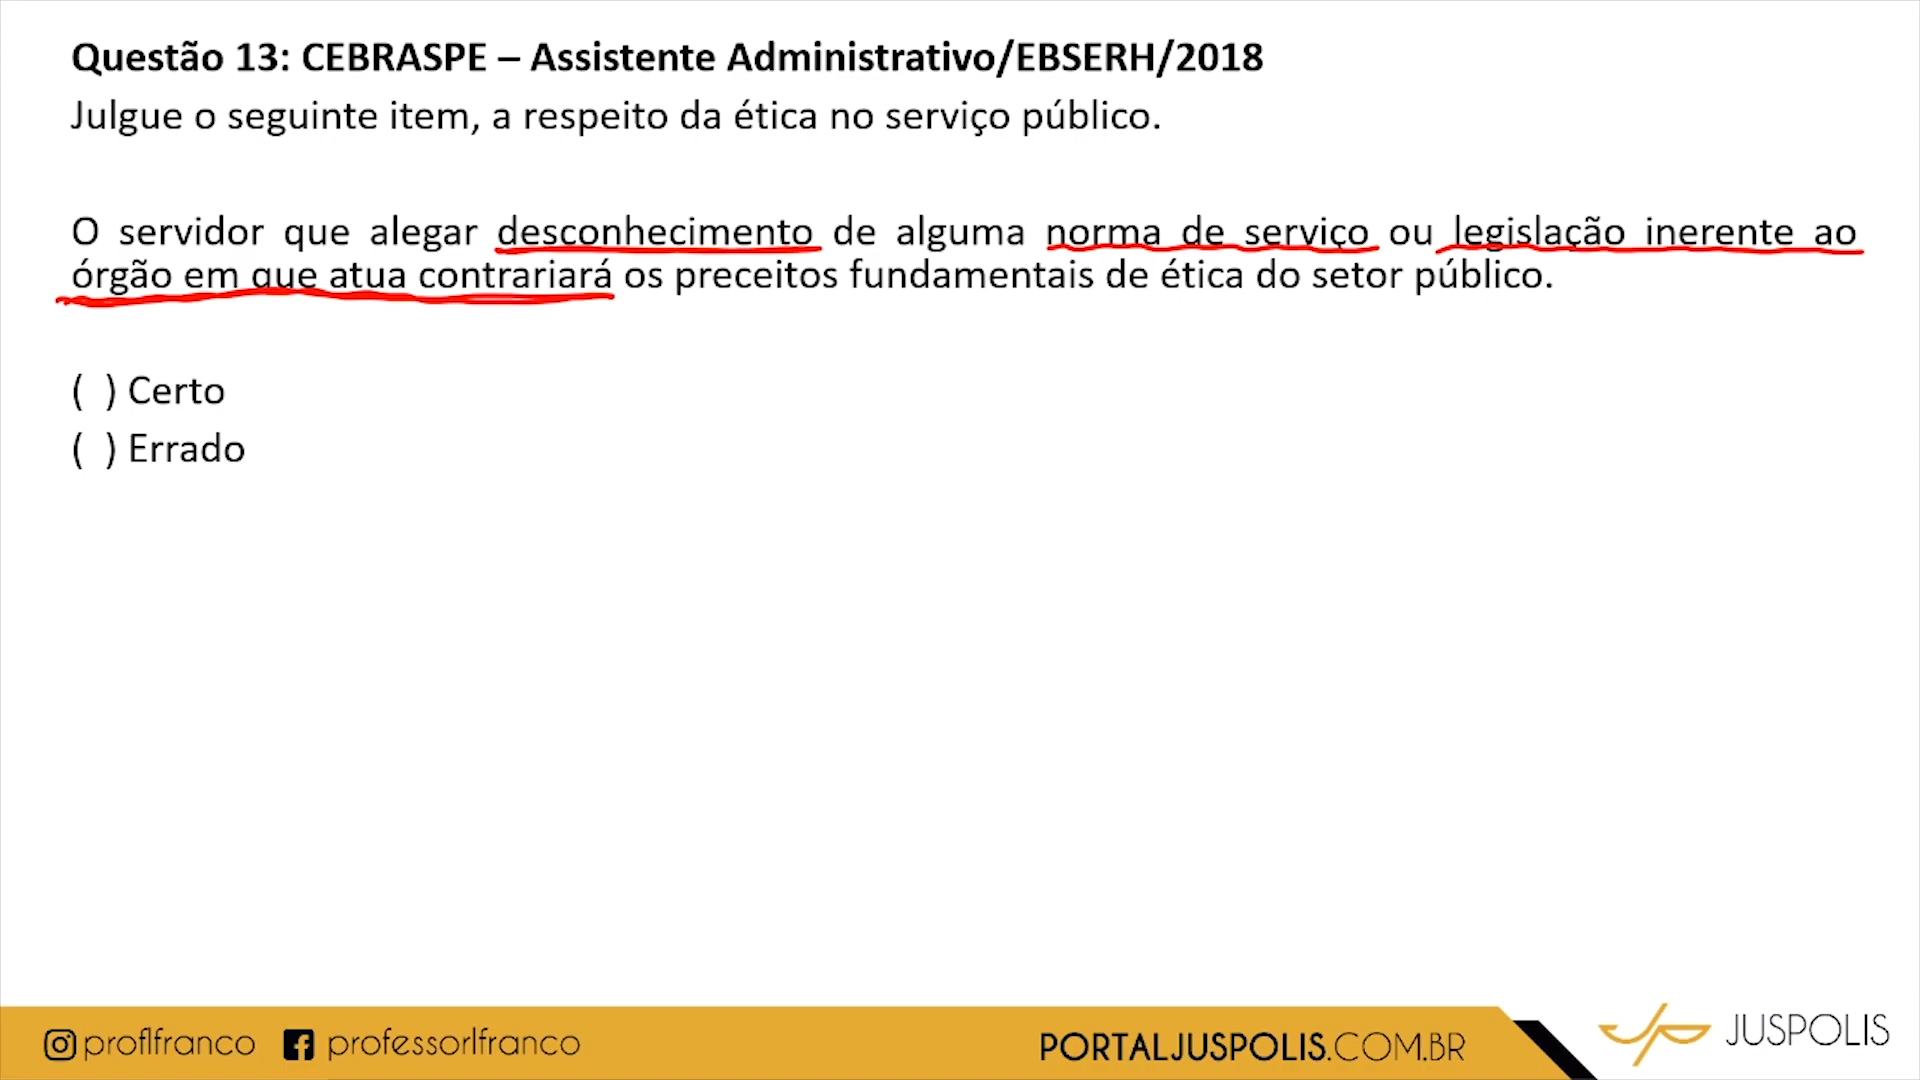 Questão 13: CEBRASPE – Assistente Administrativo/EBSERH/2018
Julgue o seguinte item, a respeito da ética no serviço público.
O servidor que alegar desconhecimento de alguma norma de serviço ou legislação inerente ao
órgão em que atua contrariará os preceitos fundamentais de ética do setor público.
( ) Certo
( ) Errado
proflfranco professorlfranco PORTALJUSPOLIS.COM.BR JUSPOLIS